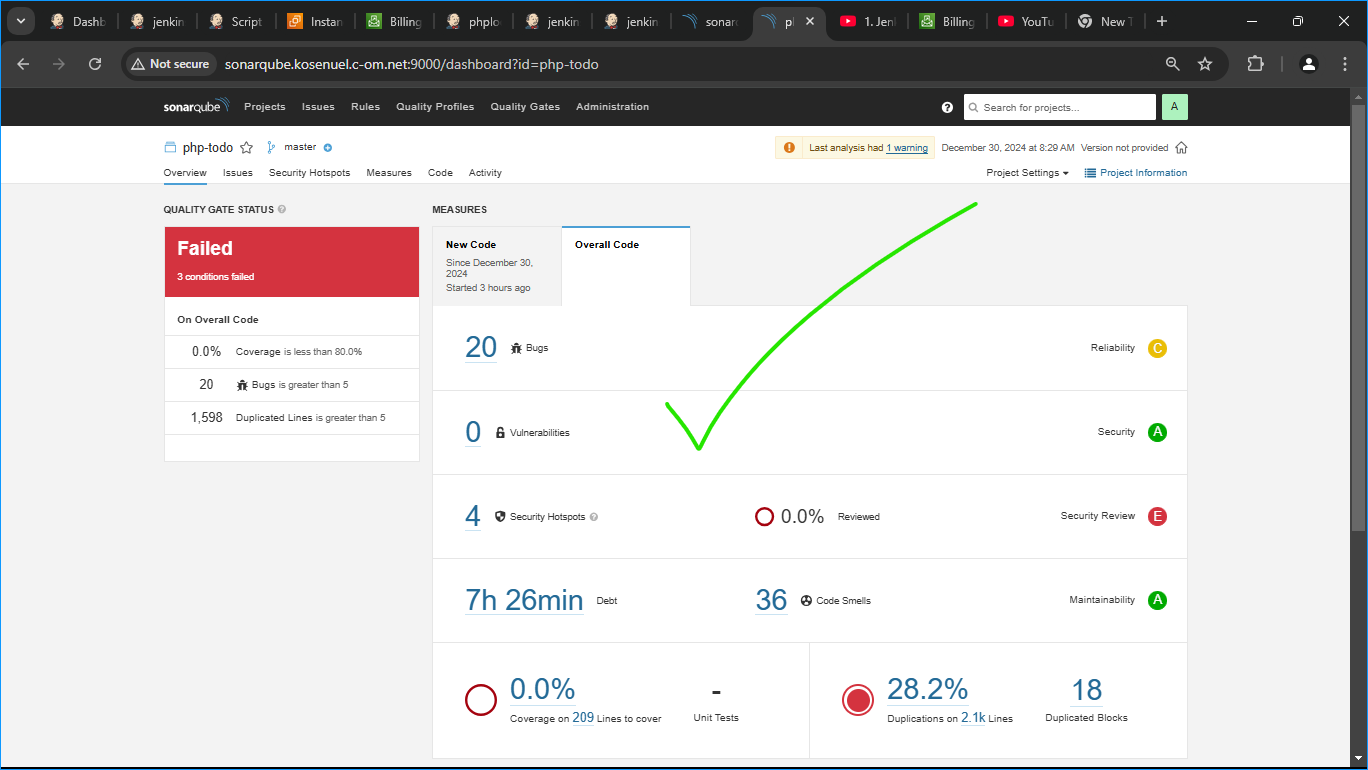 Dashb
jenkin
Script
Instan
Billing
phplo
jenkin
jenkin
sonar
pl
1. Jenl
Billing
YouTu
New T
Not secure
sonarqube.kosenuel.c-om.net:9000/dashboard?id=php-todo
sonarqube Projects Issues Rules Quality Profiles Quality Gates Administration
? Search for projects... A
php-todo master
Last analysis had 1 warning December 30, 2024 at 8:29 AM Version not provided
Overview Issues Security Hotspots Measures Code Activity
Project Settings Project Information
QUALITY GATE STATUS ?
Failed
3 conditions failed
On Overall Code
0.0% Coverage is less than 80.0%
20 Bugs is greater than 5
1,598 Duplicated Lines is greater than 5
MEASURES
New Code
Since December 30,
2024
Started 3 hours ago
Overall Code
20 Bugs Reliability C
0 Vulnerabilities Security A
4 Security Hotspots ? 0.0% Reviewed Security Review E
7h 26min Debt 36 Code Smells Maintainability A
0.0%
Coverage on 209 Lines to cover
-
Unit Tests
28.2%
Duplications on 2.1k Lines
18
Duplicated Blocks